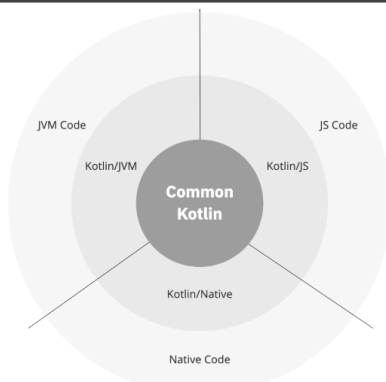 JVM Code
JS Code
Kotlin/JVM
Kotlin/JS
Common
Kotlin
Kotlin/Native
Native Code